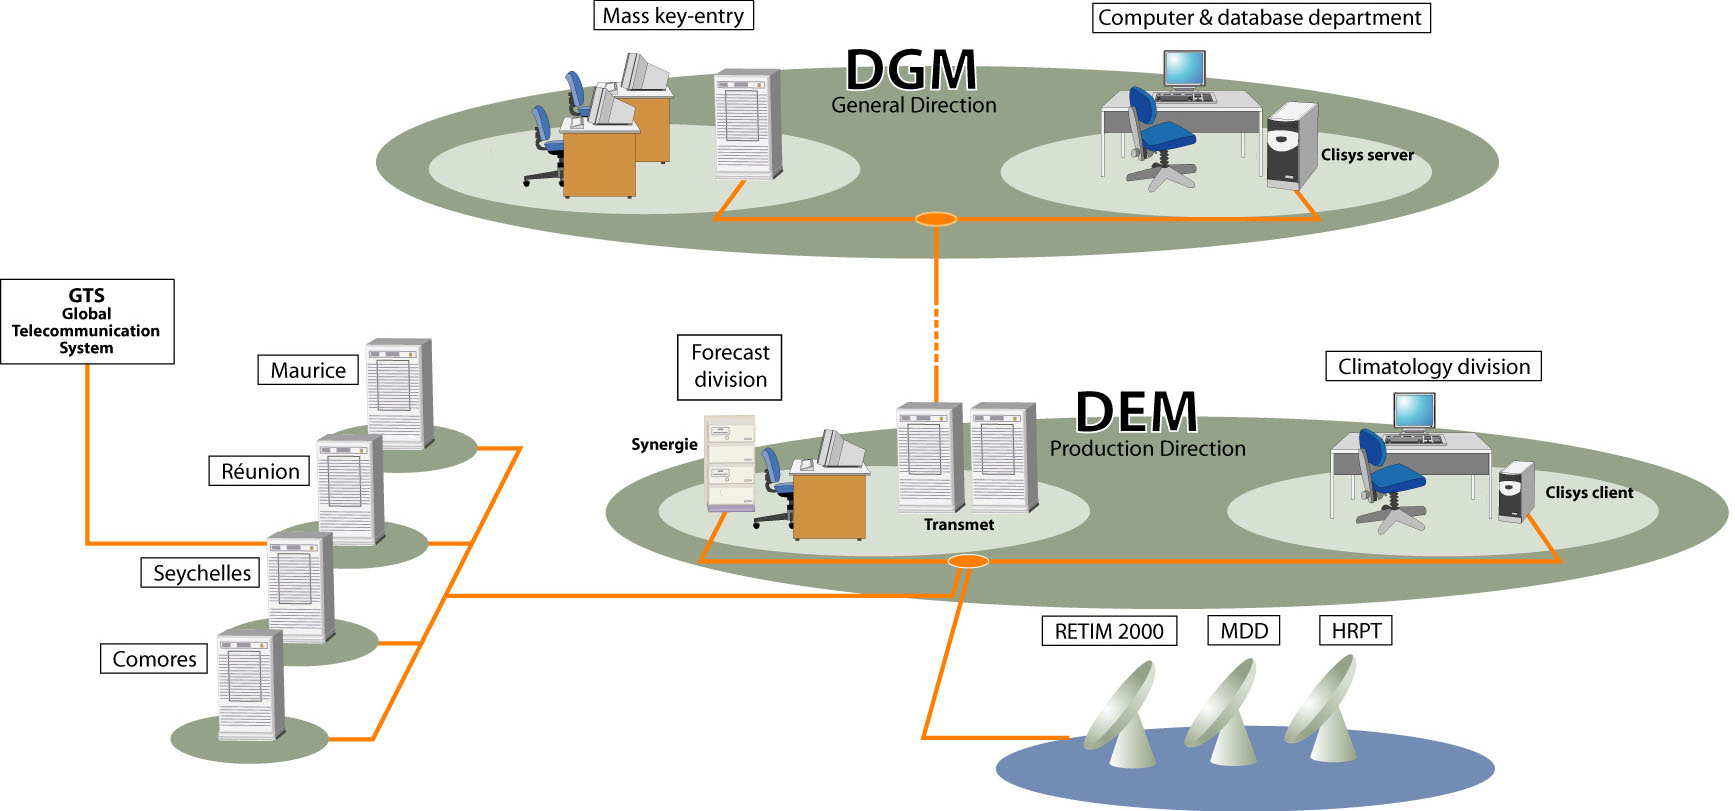 Mass key-entry
Computer & database department
DGM
General Direction
Clisys server
GTS
Global
Telecommunication
System
Maurice
Réunion
Seychelles
Comores
Forecast
division
Synergie
Transmet
DEM
Production Direction
Climatology division
Clisys client
RETIM 2000
MDD
HRPT